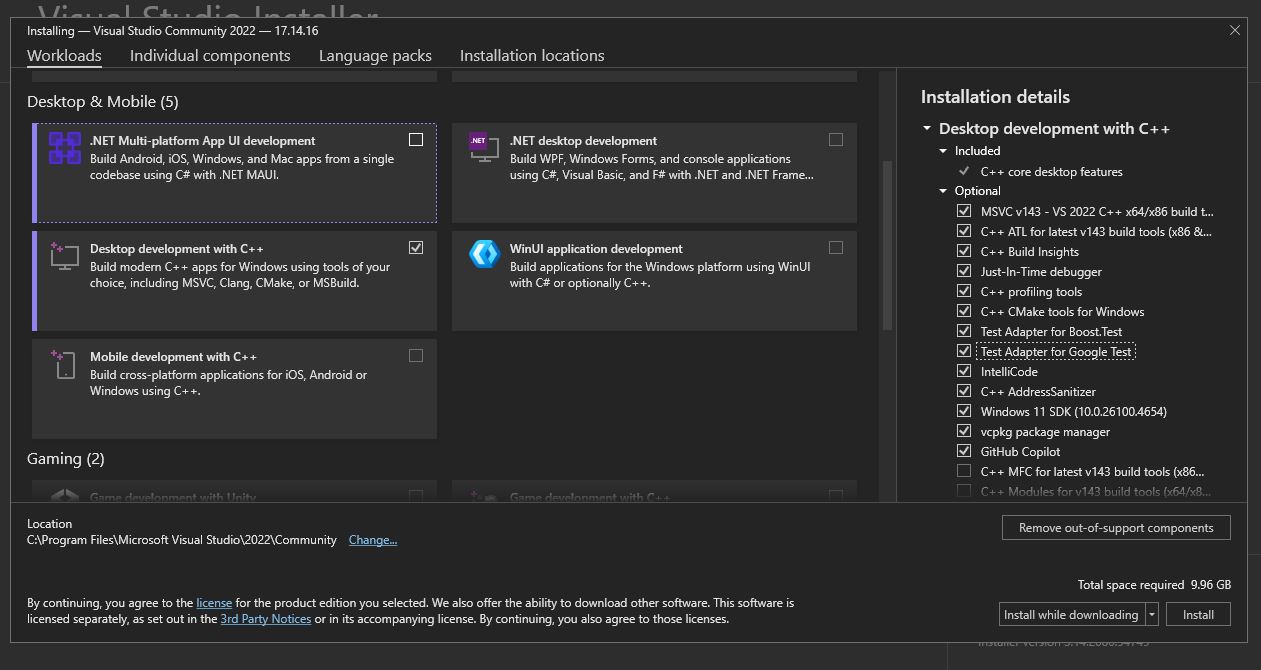 Visual Studio Installer
Installing — Visual Studio Community 2022 — 17.14.16
Workloads Individual components Language packs Installation locations
Desktop & Mobile (5)
.NET Multi-platform App UI development
Build Android, iOS, Windows, and Mac apps from a single
codebase using C# with .NET MAUI.
.NET
.NET desktop development
Build WPF, Windows Forms, and console applications
using C#, Visual Basic, and F# with .NET and .NET Frame...
Desktop development with C++
Build modern C++ apps for Windows using tools of your
choice, including MSVC, Clang, CMake, or MSBuild.
WinUI application development
Build applications for the Windows platform using WinUI
with C# or optionally C++.
Mobile development with C++
Build cross-platform applications for iOS, Android or
Windows using C++.
Gaming (2)
Game development with Unity
Game development with C++
Installation details
Desktop development with C++
Included
C++ core desktop features
Optional
MSVC v143 - VS 2022 C++ x64/x86 build t...
C++ ATL for latest v143 build tools (x86 &...
C++ Build Insights
Just-In-Time debugger
C++ profiling tools
C++ CMake tools for Windows
Test Adapter for Boost.Test
Test Adapter for Google Test
IntelliCode
C++ AddressSanitizer
Windows 11 SDK (10.0.26100.4654)
vcpkg package manager
GitHub Copilot
C++ MFC for latest v143 build tools (x86...
C++ Modules for v143 build tools (x64/x8...
Location
C:\Program Files\Microsoft Visual Studio\2022\Community Change...
Remove out-of-support components
Total space required 9.96 GB
By continuing, you agree to the license for the product edition you selected. We also offer the ability to download other software. This software is
licensed separately, as set out in the 3rd Party Notices or in its accompanying license. By continuing, you also agree to those licenses.
Install while downloading
Install
Installer version